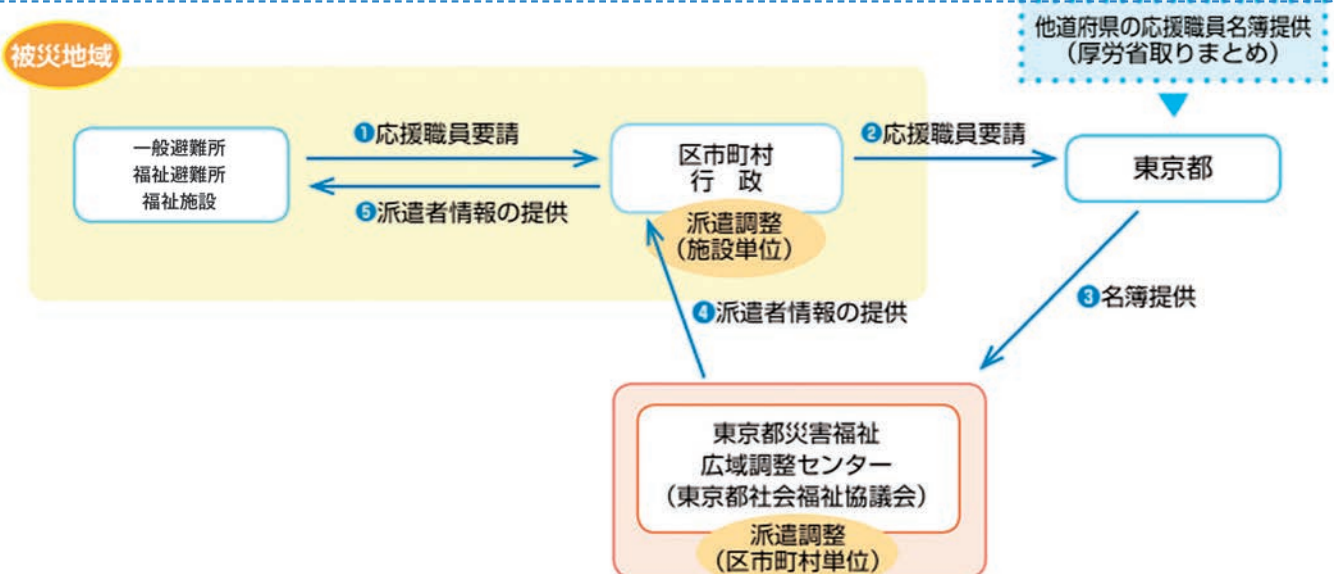 他道府県の応援職員名簿提供
（厚労省取りまとめ）
被災地域
一般避難所
福祉避難所
福祉施設
❶応援職員要請
❺派遣者情報の提供
区市町村
行　政
派遣調整
（施設単位）
❷応援職員要請
東京都
❸名簿提供
❹派遣者情報の提供
東京都災害福祉
広域調整センター
（東京都社会福祉協議会）
派遣調整
（区市町村単位）